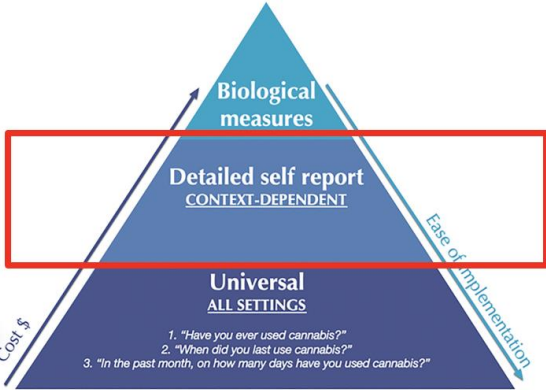 Biological
measures
Detailed self report
CONTEXT-DEPENDENT
Universal
ALL SETTINGS
1. “Have you ever used cannabis?”
2. “When did you last use cannabis?”
3. “In the past month, on how many days have you used cannabis?”
Cost $
Ease of implementation